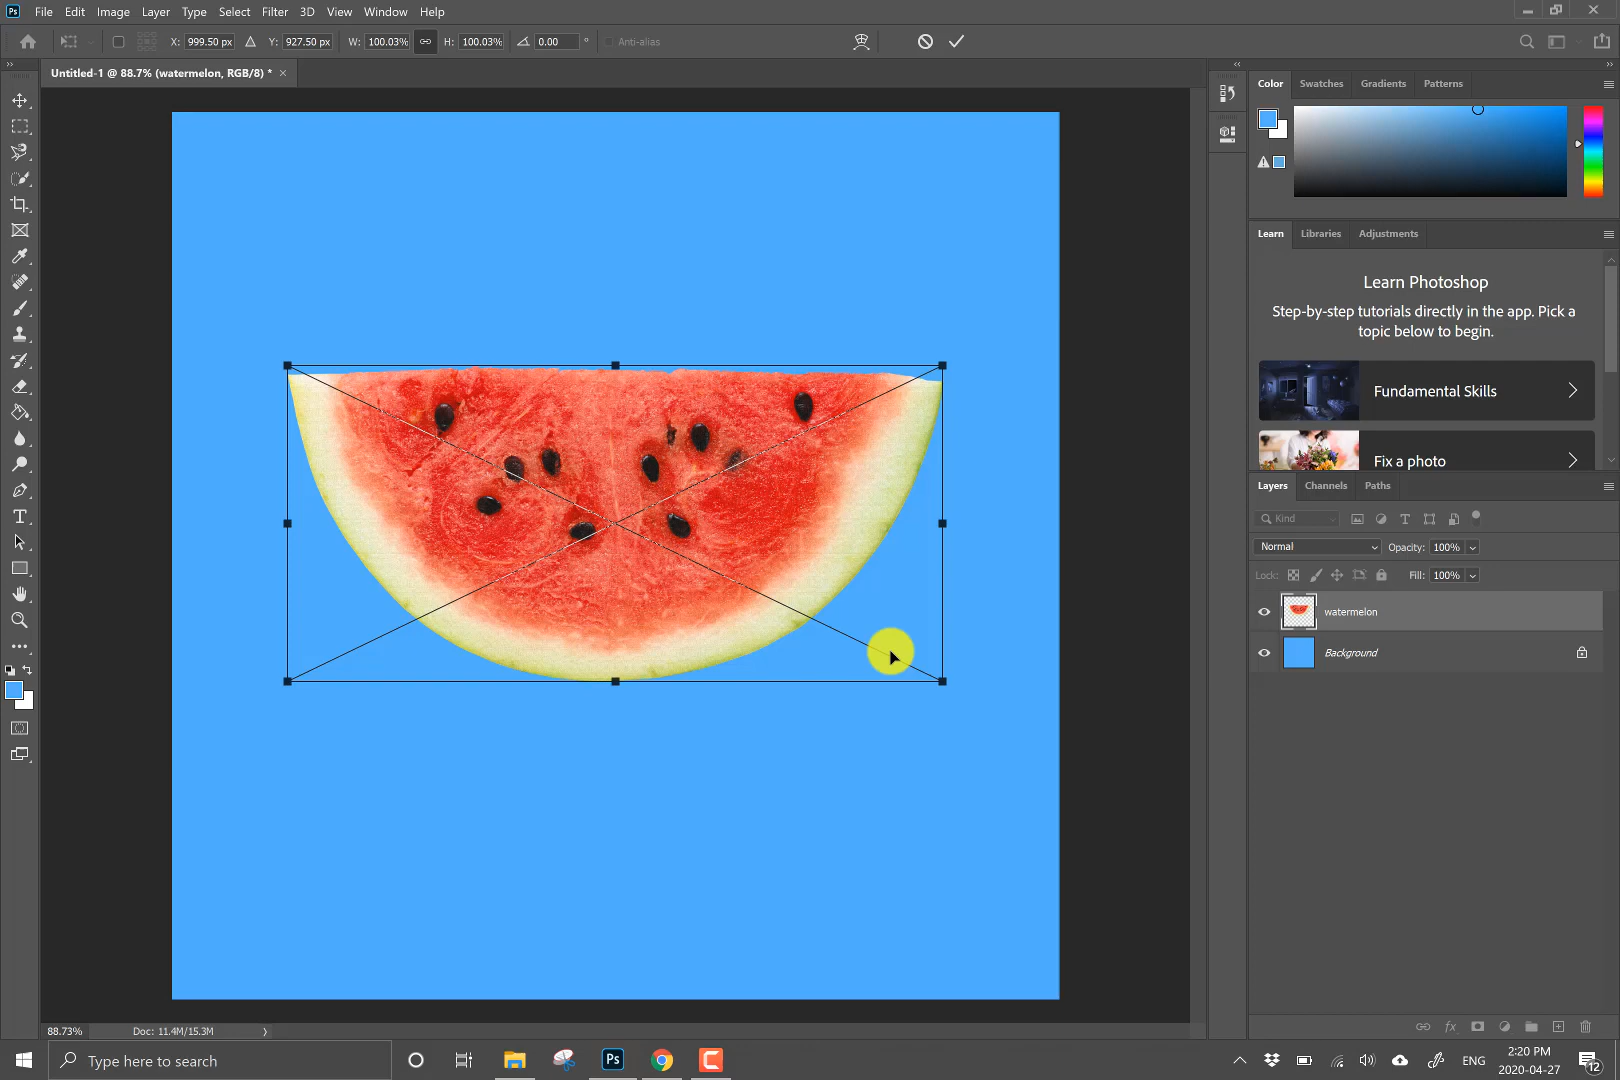 Ps File Edit Image Layer Type Select Filter 3D View Window Help
X: 999.50 px Y: 927.50 px W: 100.03% H: 100.03% 0.00 ° Anti-alias
Untitled-1 @ 88.7% (watermelon, RGB/8) * ×
Color Swatches Gradients Patterns
Learn Libraries Adjustments
Learn Photoshop
Step-by-step tutorials directly in the app. Pick a
topic below to begin.
Fundamental Skills
Fix a photo
Layers Channels Paths
Kind
Normal Opacity: 100%
Lock: Fill: 100%
watermelon
Background
88.73% Doc: 11.4M/15.3M
Type here to search
Ps
ENG
2:20 PM
2020-04-27
12